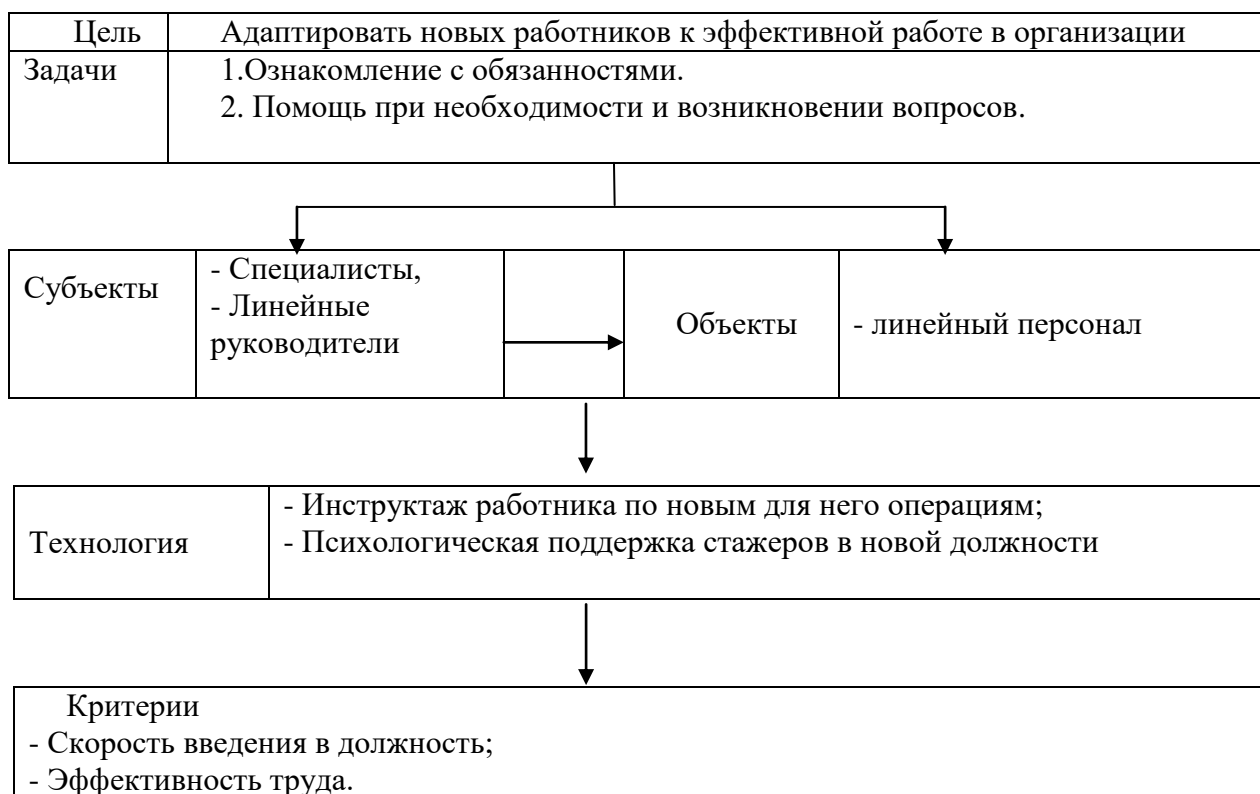 Цель Адаптировать новых работников к эффективной работе в организации
Задачи 1.Ознакомление с обязанностями.
2. Помощь при необходимости и возникновении вопросов.
Субъекты
- Специалисты,
- Линейные
руководители
Объекты
- линейный персонал
Технология
- Инструктаж работника по новым для него операциям;
- Психологическая поддержка стажеров в новой должности
Критерии
- Скорость введения в должность;
- Эффективность труда.